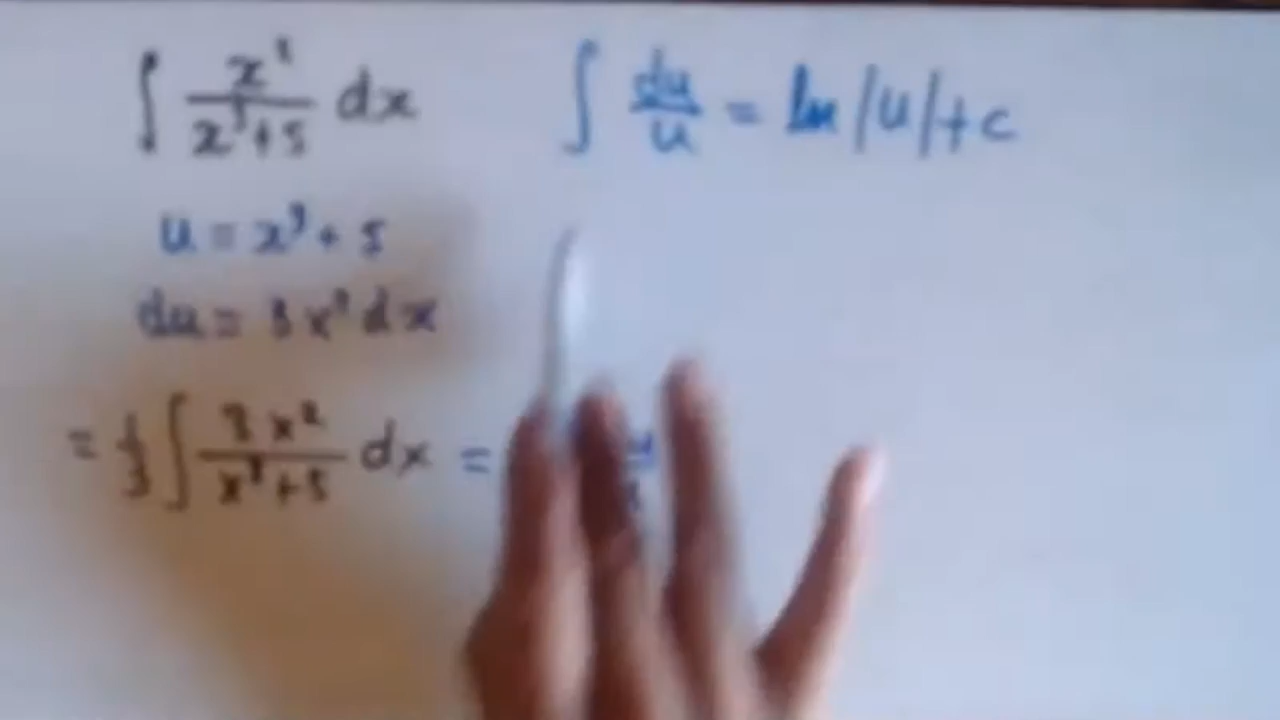 ∫ x²/x³+5 dx
∫ du/u = ln |u| + c
u = x³ + 5
du = 3x² dx
= 1/3 ∫ 3x²/x³+5 dx =